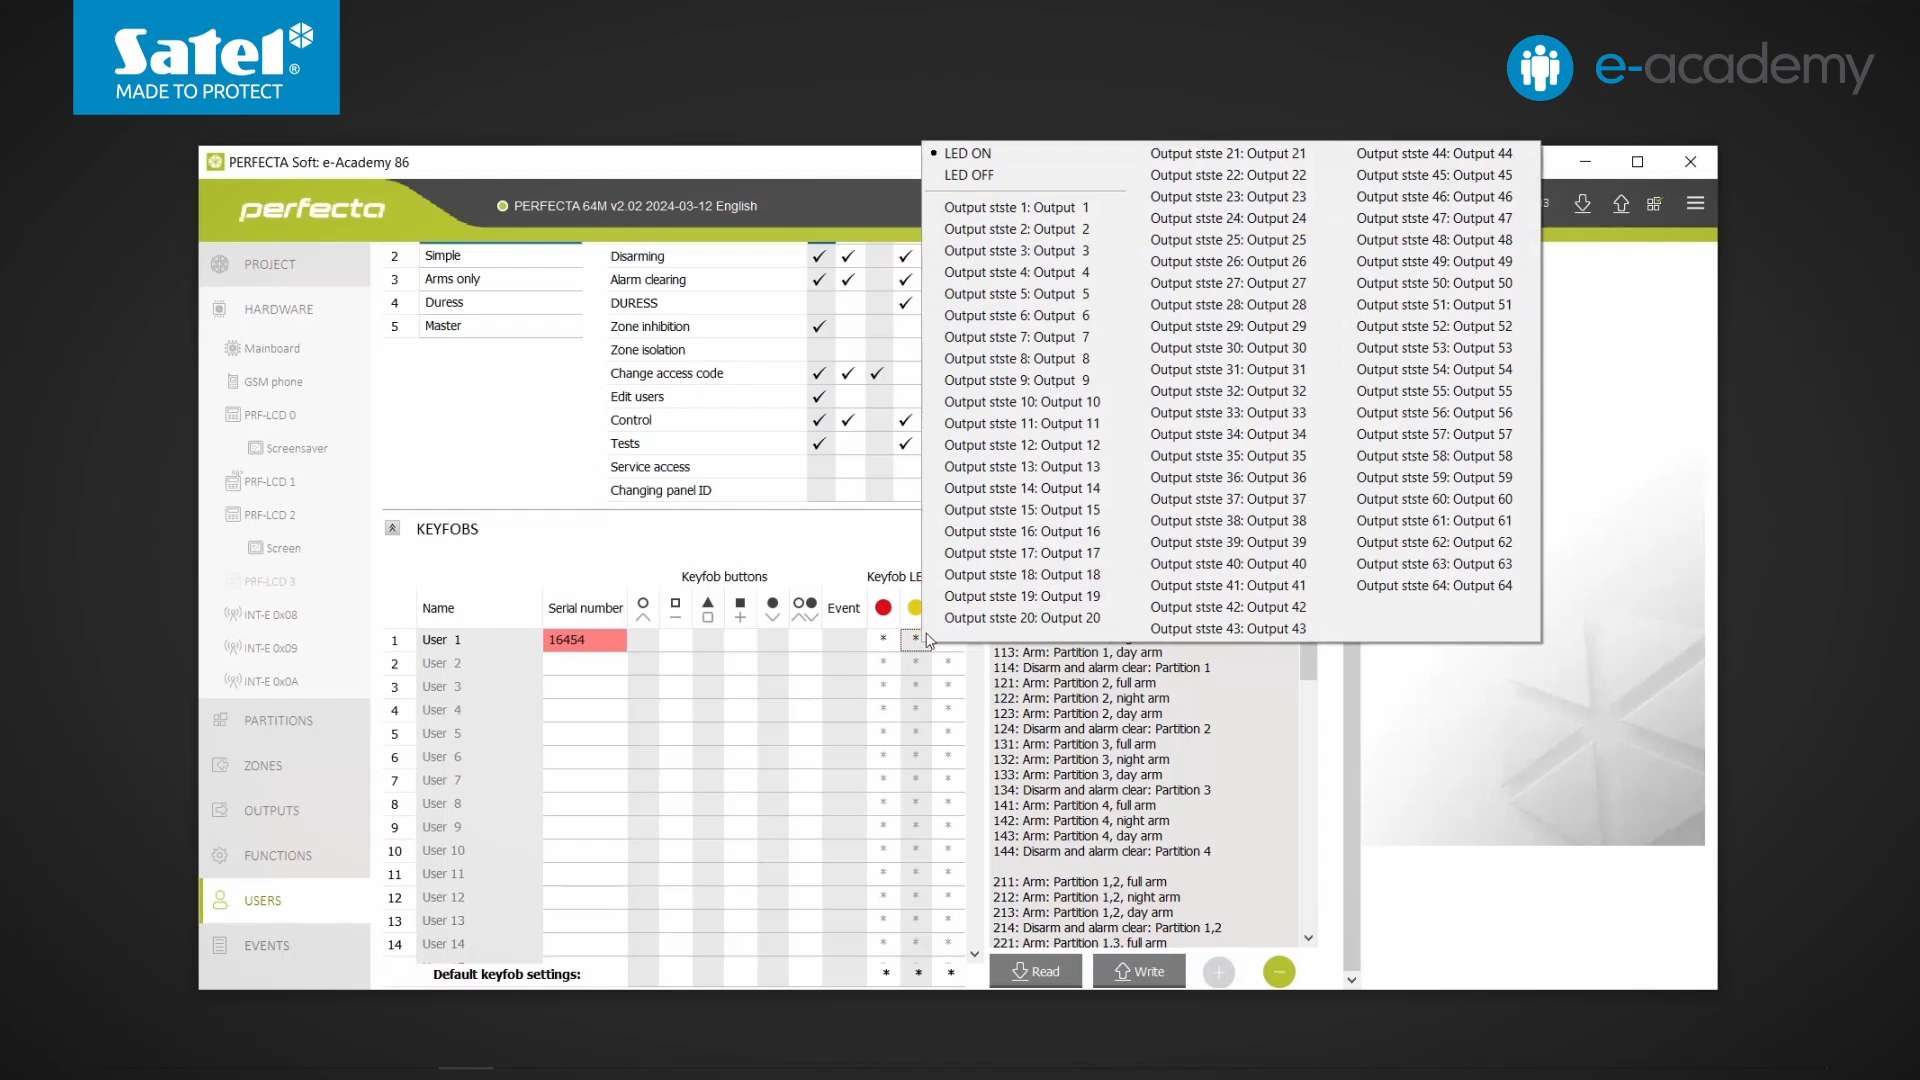 Satel®
MADE TO PROTECT
e-academy
PERFECTA Soft: e-Academy 86
perfecta
PERFECTA 64M v2.02 2024-03-12 English
3
PROJECT
HARDWARE
Mainboard
GSM phone
PRF-LCD 0
Screensaver
PRF-LCD 1
PRF-LCD 2
Screen
PRF-LCD 3
INT-E 0x08
INT-E 0x09
INT-E 0x0A
PARTITIONS
ZONES
OUTPUTS
FUNCTIONS
USERS
EVENTS
2 Simple
3 Arms only
4 Duress
5 Master
Disarming
Alarm clearing
DURESS
Zone inhibition
Zone isolation
Change access code
Edit users
Control
Tests
Service access
Changing panel ID
LED ON
LED OFF
Output stste 1: Output 1
Output stste 2: Output 2
Output stste 3: Output 3
Output stste 4: Output 4
Output stste 5: Output 5
Output stste 6: Output 6
Output stste 7: Output 7
Output stste 8: Output 8
Output stste 9: Output 9
Output stste 10: Output 10
Output stste 11: Output 11
Output stste 12: Output 12
Output stste 13: Output 13
Output stste 14: Output 14
Output stste 15: Output 15
Output stste 16: Output 16
Output stste 17: Output 17
Output stste 18: Output 18
Output stste 19: Output 19
Output stste 20: Output 20
Output stste 21: Output 21
Output stste 22: Output 22
Output stste 23: Output 23
Output stste 24: Output 24
Output stste 25: Output 25
Output stste 26: Output 26
Output stste 27: Output 27
Output stste 28: Output 28
Output stste 29: Output 29
Output stste 30: Output 30
Output stste 31: Output 31
Output stste 32: Output 32
Output stste 33: Output 33
Output stste 34: Output 34
Output stste 35: Output 35
Output stste 36: Output 36
Output stste 37: Output 37
Output stste 38: Output 38
Output stste 39: Output 39
Output stste 40: Output 40
Output stste 41: Output 41
Output stste 42: Output 42
Output stste 43: Output 43
Output stste 44: Output 44
Output stste 45: Output 45
Output stste 46: Output 46
Output stste 47: Output 47
Output stste 48: Output 48
Output stste 49: Output 49
Output stste 50: Output 50
Output stste 51: Output 51
Output stste 52: Output 52
Output stste 53: Output 53
Output stste 54: Output 54
Output stste 55: Output 55
Output stste 56: Output 56
Output stste 57: Output 57
Output stste 58: Output 58
Output stste 59: Output 59
Output stste 60: Output 60
Output stste 61: Output 61
Output stste 62: Output 62
Output stste 63: Output 63
Output stste 64: Output 64
KEYFOBS
Keyfob buttons Keyfob LE
Name Serial number Event
1 User 1 16454 * *
2 User 2 * * *
3 User 3 * * *
4 User 4 * * *
5 User 5 * * *
6 User 6 * * *
7 User 7 * * *
8 User 8 * * *
9 User 9 * * *
10 User 10 * * *
11 User 11 * * *
12 User 12 * * *
13 User 13 * * *
14 User 14 * * *
Default keyfob settings: * * *
113: Arm: Partition 1, day arm
114: Disarm and alarm clear: Partition 1
121: Arm: Partition 2, full arm
122: Arm: Partition 2, night arm
123: Arm: Partition 2, day arm
124: Disarm and alarm clear: Partition 2
131: Arm: Partition 3, full arm
132: Arm: Partition 3, night arm
133: Arm: Partition 3, day arm
134: Disarm and alarm clear: Partition 3
141: Arm: Partition 4, full arm
142: Arm: Partition 4, night arm
143: Arm: Partition 4, day arm
144: Disarm and alarm clear: Partition 4
211: Arm: Partition 1,2, full arm
212: Arm: Partition 1,2, night arm
213: Arm: Partition 1,2, day arm
214: Disarm and alarm clear: Partition 1,2
221: Arm: Partition 1,3, full arm
Read
Write